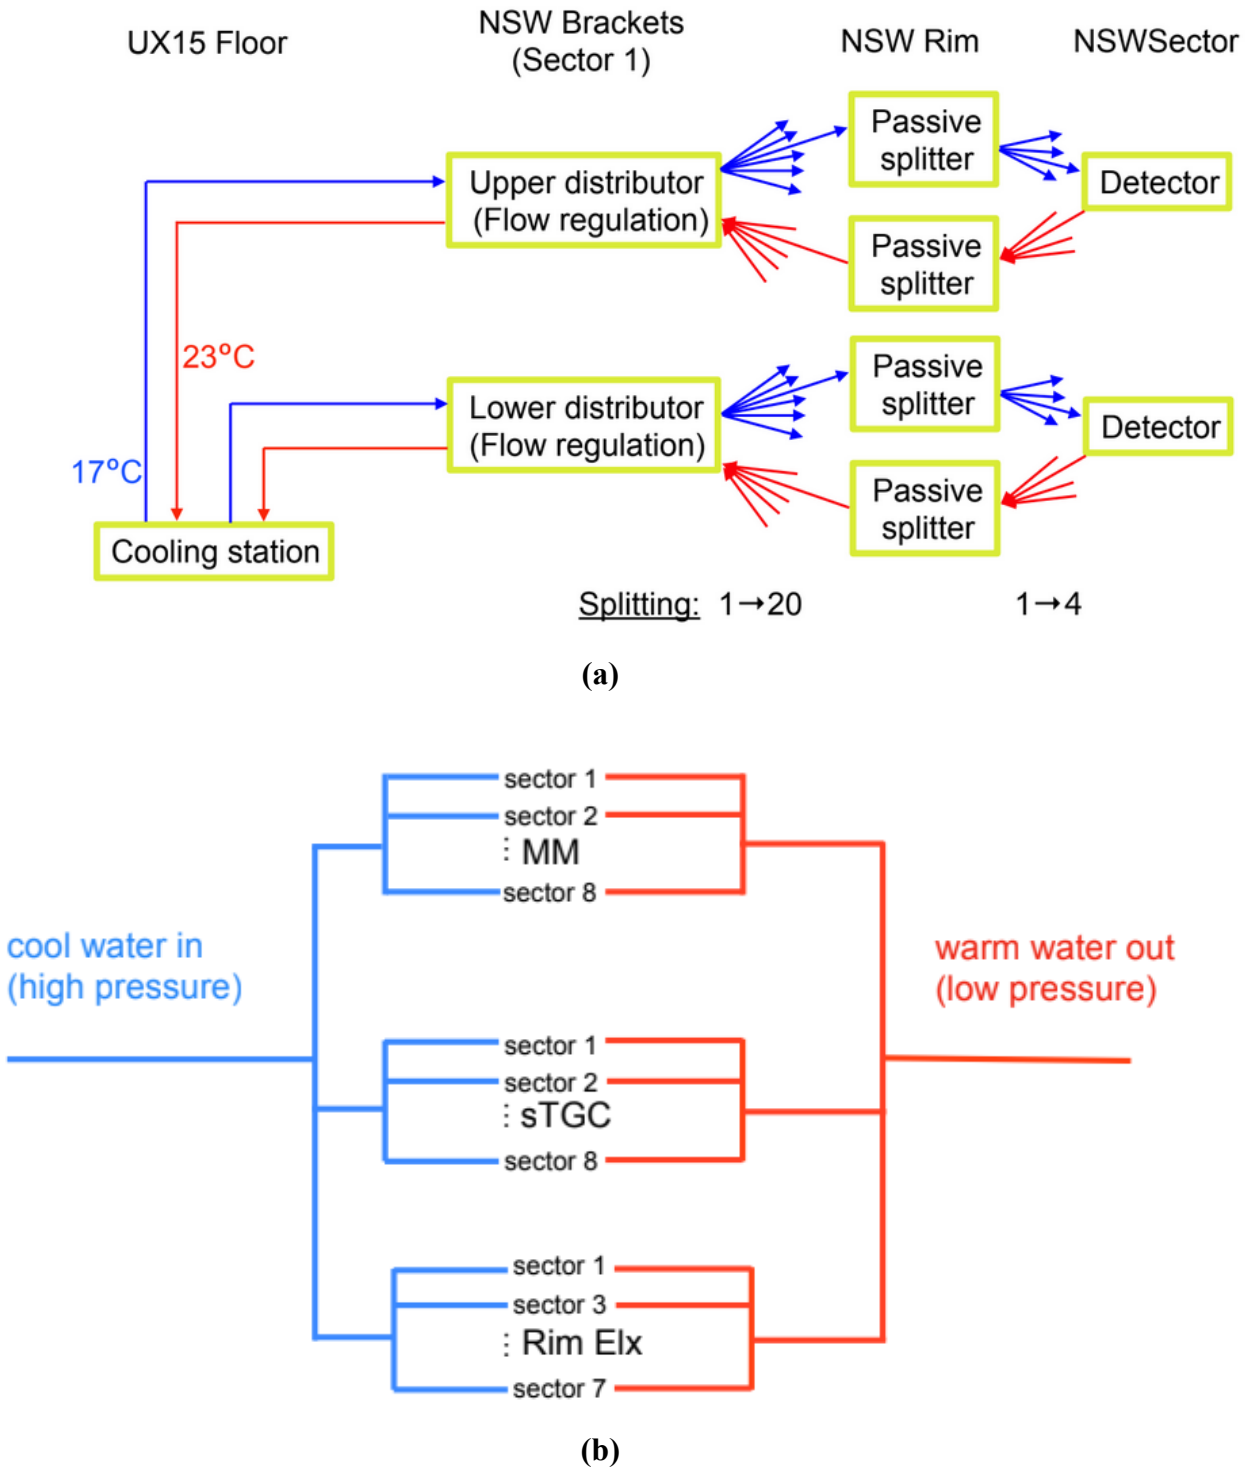 UX15 Floor
NSW Brackets
(Sector 1)
NSW Rim
NSWSector
Upper distributor
(Flow regulation)
Passive
splitter
Detector
Passive
splitter
23°C
17°C
Lower distributor
(Flow regulation)
Passive
splitter
Detector
Passive
splitter
Cooling station
Splitting: 1→20 1→4
(a)
cool water in
(high pressure)
sector 1
sector 2
⋮ MM
sector 8
sector 1
sector 2
⋮ sTGC
sector 8
sector 1
sector 3
⋮ Rim Elx
sector 7
warm water out
(low pressure)
(b)